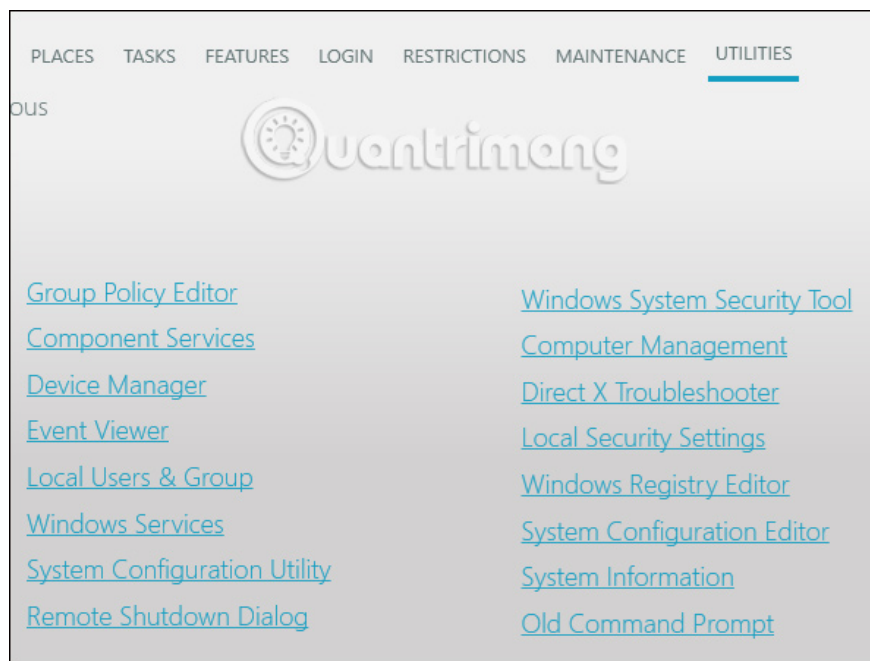 PLACES TASKS FEATURES LOGIN RESTRICTIONS MAINTENANCE UTILITIES
ous
Quantrimang
Group Policy Editor
Component Services
Device Manager
Event Viewer
Local Users & Group
Windows Services
System Configuration Utility
Remote Shutdown Dialog
Windows System Security Tool
Computer Management
Direct X Troubleshooter
Local Security Settings
Windows Registry Editor
System Configuration Editor
System Information
Old Command Prompt